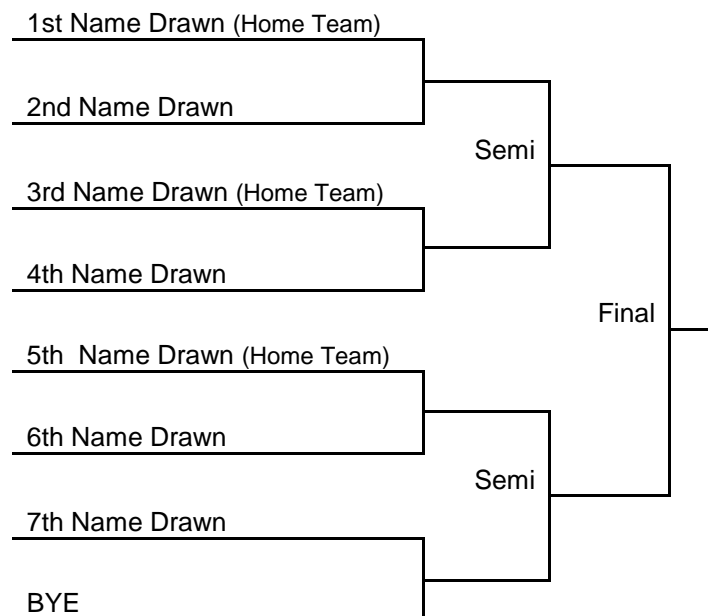 1st Name Drawn (Home Team)
2nd Name Drawn
Semi
3rd Name Drawn (Home Team)
4th Name Drawn
Final
5th  Name Drawn (Home Team)
6th Name Drawn
Semi
7th Name Drawn
BYE